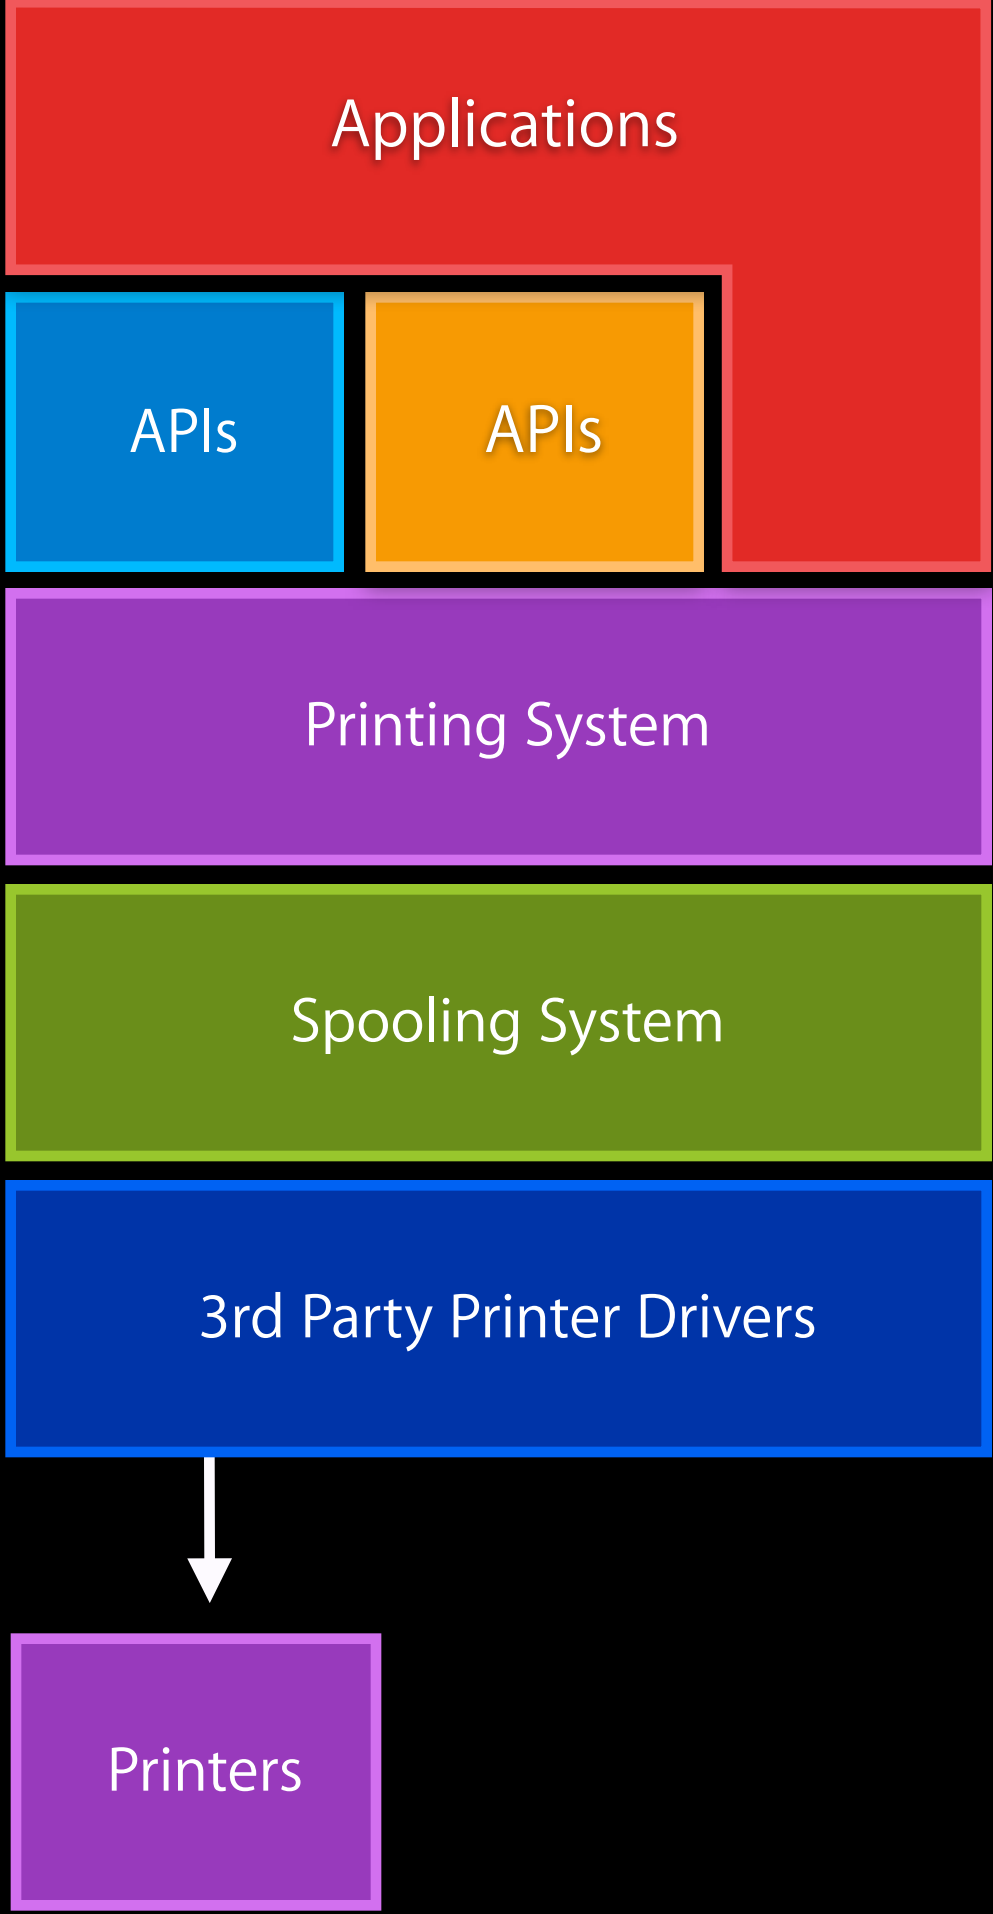 Applications
APIs
APIs
Printing System
Spooling System
3rd Party Printer Drivers
Printers